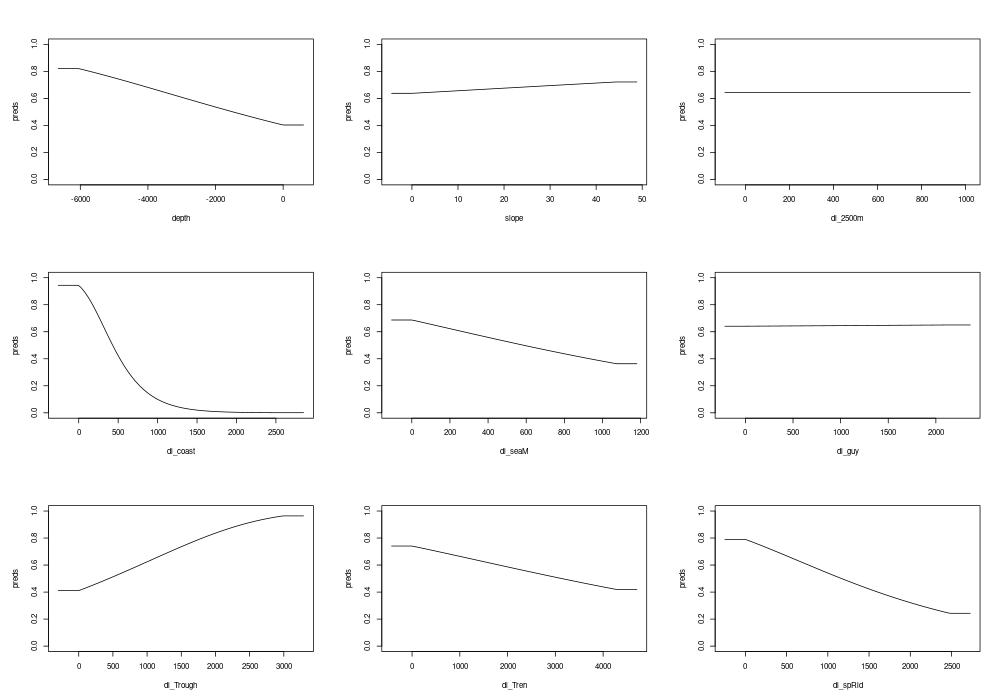 preds
0.0 0.2 0.4 0.6 0.8 1.0
-6000 -4000 -2000 0
depth
preds
0.0 0.2 0.4 0.6 0.8 1.0
0 10 20 30 40 50
slope
preds
0.0 0.2 0.4 0.6 0.8 1.0
0 200 400 600 800 1000
di_2500m
preds
0.0 0.2 0.4 0.6 0.8 1.0
0 500 1000 1500 2000 2500
di_coast
preds
0.0 0.2 0.4 0.6 0.8 1.0
0 200 400 600 800 1000 1200
di_seaM
preds
0.0 0.2 0.4 0.6 0.8 1.0
0 500 1000 1500 2000
di_guy
preds
0.0 0.2 0.4 0.6 0.8 1.0
0 500 1000 1500 2000 2500 3000
di_Trough
preds
0.0 0.2 0.4 0.6 0.8 1.0
0 1000 2000 3000 4000
di_Tren
preds
0.0 0.2 0.4 0.6 0.8 1.0
0 500 1000 1500 2000 2500
di_spRid